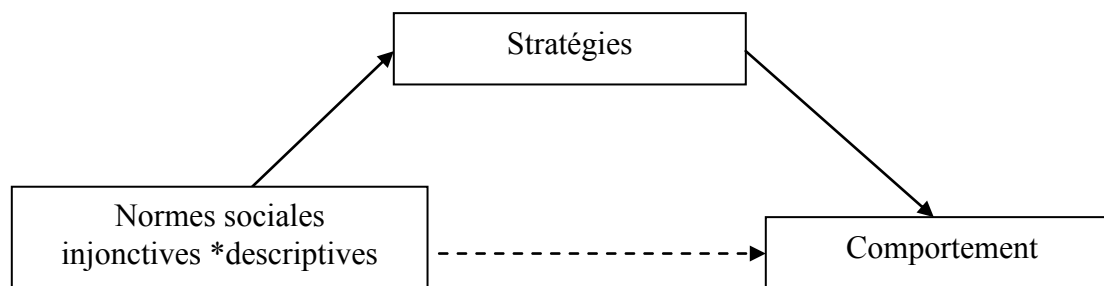 Stratégies
Normes sociales
injonctives *descriptives
Comportement